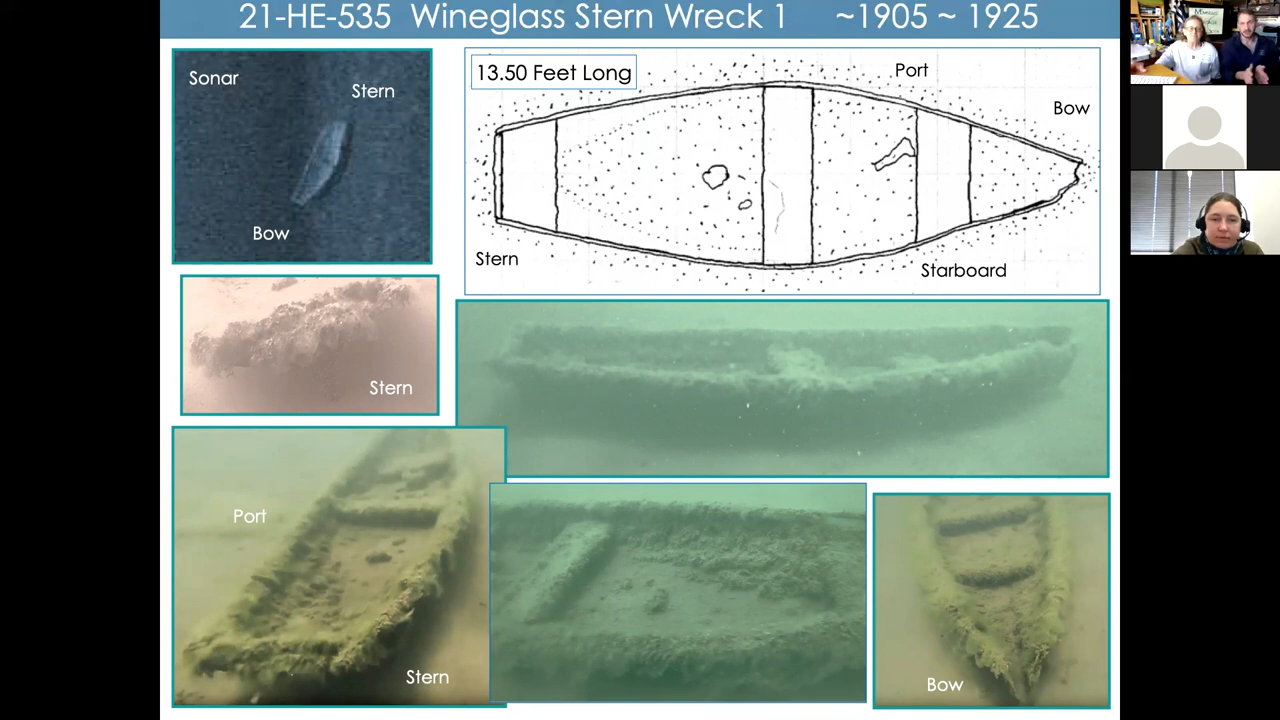 21-HE-535 Wineglass Stern Wreck 1 ~1905 ~ 1925
Sonar
Stern
Bow
13.50 Feet Long
Port
Bow
Stern
Starboard
Stern
Port
Stern
Bow